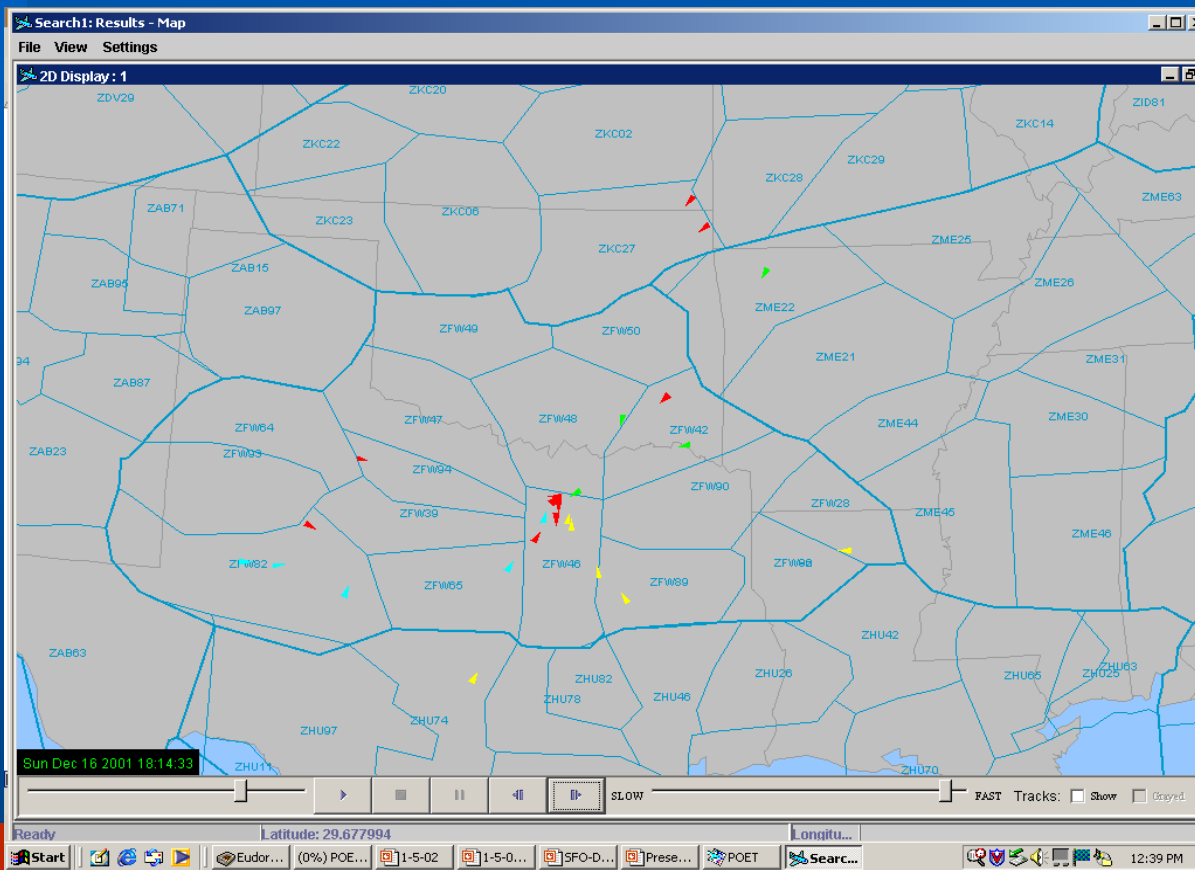 Search1: Results - Map
File View Settings
2D Display : 1
ZDV29
ZKC20
ZID81
ZKC22
ZKC02
ZKC14
ZKC29
ZKC28
ZME63
ZAB71
ZKC23
ZKC06
ZKC27
ZME25
ZAB15
ZAB95
ZME26
ZAB97
ZME22
ZFW49
ZFW50
94
ZME21
ZME31
ZAB87
ZFW47
ZFW48
ZFW42
ZME44
ZME30
ZFW64
ZAB23
ZFW93
ZFW94
ZFW90
ZFW28
ZFW39
ZME45
ZME46
ZFW82
ZFW65
ZFW46
ZFW89
ZAB63
ZHU42
ZHU82
ZHU26
ZHU65
ZHU25
ZHU63
ZHU78
ZHU46
ZHU74
ZHU97
Sun Dec 16 2001 18:14:33
ZHU11
ZHU70
SLOW FAST Tracks: Show Grayed
Ready Latitude: 29.677994 Longitu...
Start Eudor... (0%) POE... 1-5-02 1-5-0... SFO-D... Prese... POET Searc... 12:39 PM